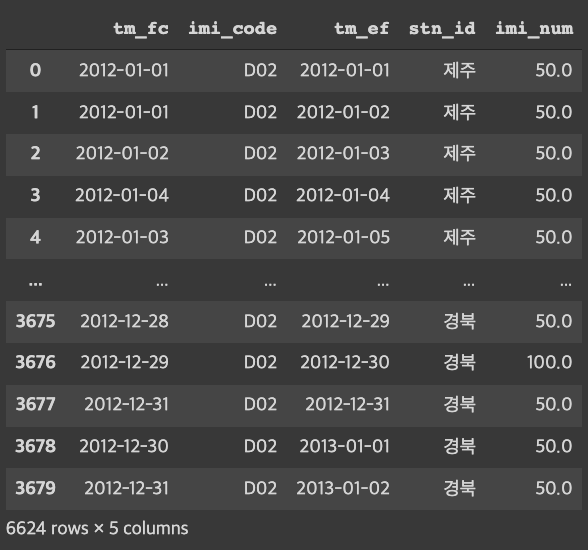 tm_fc imi_code tm_ef stn_id imi_num
0 2012-01-01 D02 2012-01-01 제주 50.0
1 2012-01-01 D02 2012-01-02 제주 50.0
2 2012-01-02 D02 2012-01-03 제주 50.0
3 2012-01-04 D02 2012-01-04 제주 50.0
4 2012-01-03 D02 2012-01-05 제주 50.0
... ... ... ... ... ...
3675 2012-12-28 D02 2012-12-29 경북 50.0
3676 2012-12-29 D02 2012-12-30 경북 100.0
3677 2012-12-31 D02 2012-12-31 경북 50.0
3678 2012-12-30 D02 2013-01-01 경북 50.0
3679 2012-12-31 D02 2013-01-02 경북 50.0
6624 rows × 5 columns